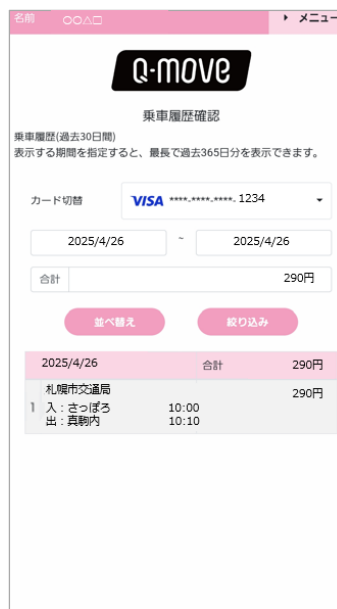 名前 ○○△□
メニュー
Q-move
乗車履歴確認
乗車履歴(過去30日間)
表示する期間を指定すると、最長で過去365日分を表示できます。
カード切替 VISA ****-****-****- 1234
2025/4/26 ~ 2025/4/26
合計 290円
並べ替え 絞り込み
2025/4/26 合計 290円
札幌市交通局 290円
1 入：さっぽろ 10:00
出：真駒内 10:10